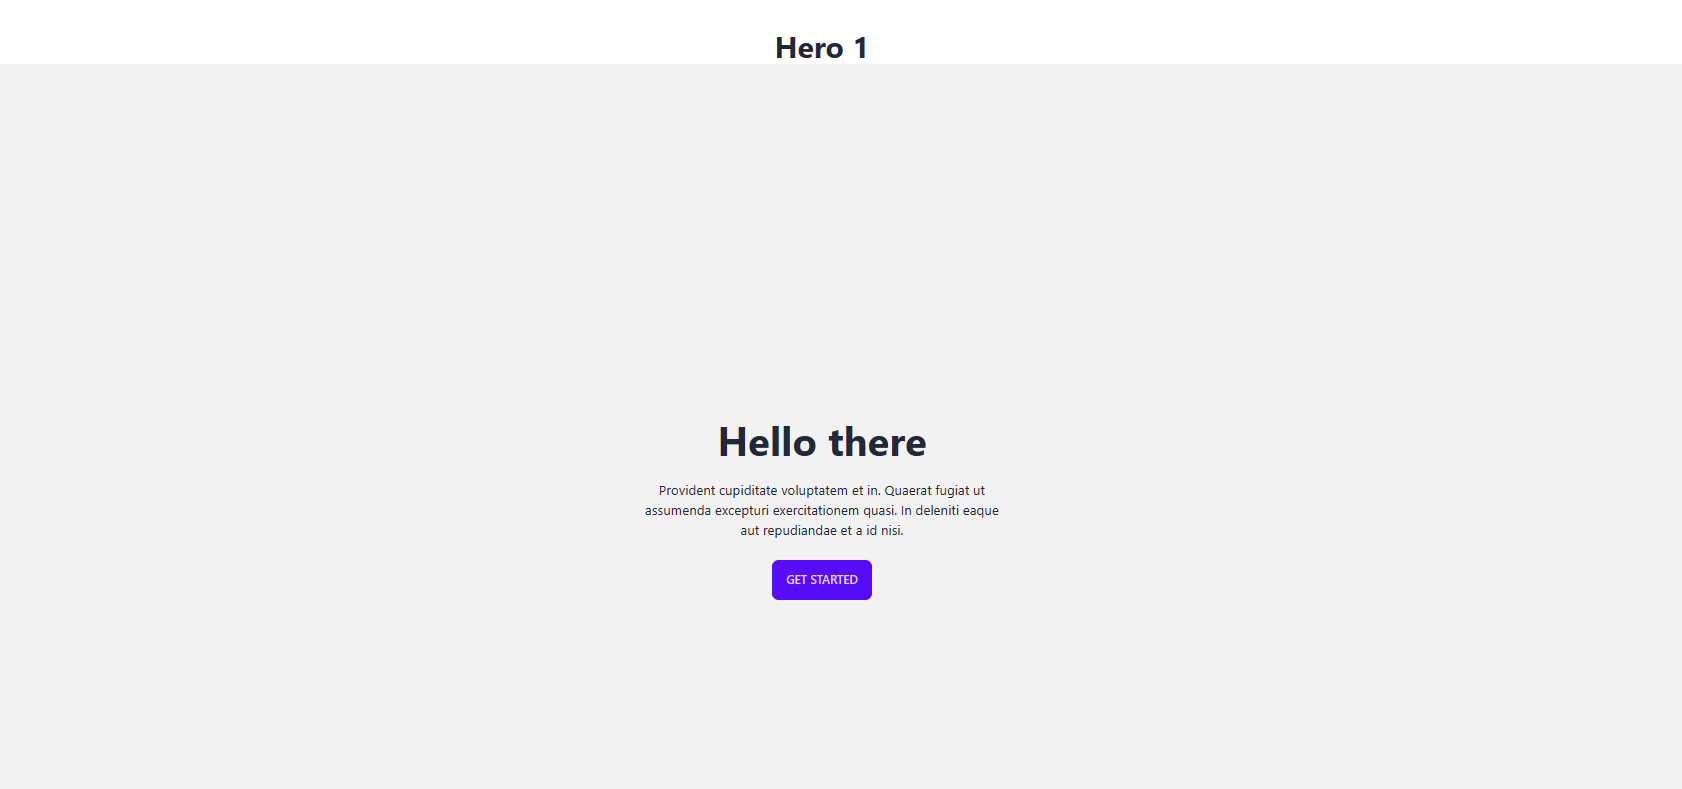 Hero 1
Hello there
Provident cupiditate voluptatem et in. Quaerat fugiat ut
assumenda excepturi exercitationem quasi. In deleniti eaque
aut repudiandae et a id nisi.
GET STARTED